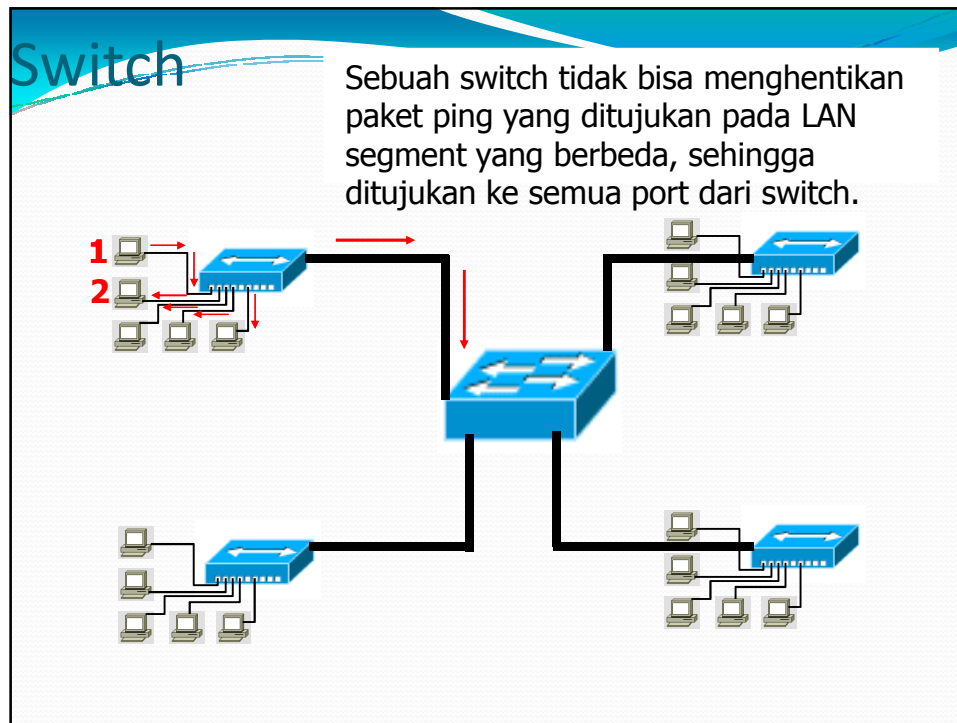 Switch
Sebuah switch tidak bisa menghentikan
paket ping yang ditujukan pada LAN
segment yang berbeda, sehingga
ditujukan ke semua port dari switch.
1
2